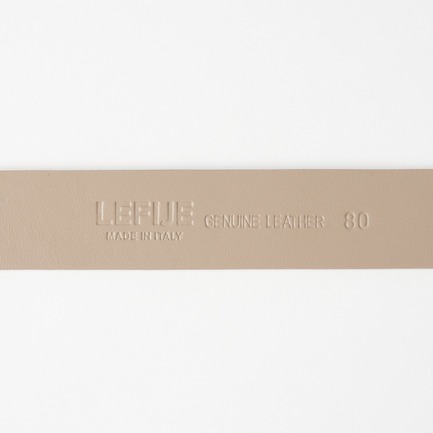 LEFIJE GENUINE LEATHER 80
MADE IN ITALY